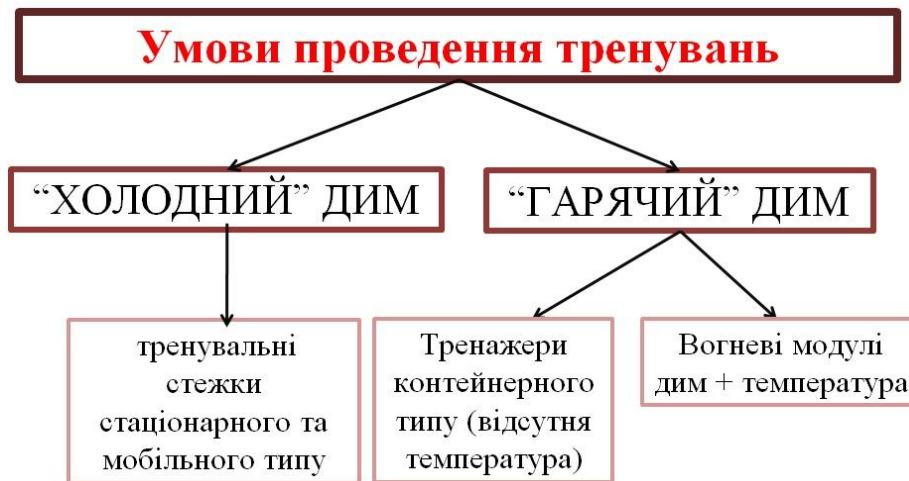 Умови проведення тренувань
“ХОЛОДНИЙ” ДИМ
“ГАРЯЧИЙ” ДИМ
тренувальні
стежки
стаціонарного та
мобільного типу
Тренажери
контейнерного
типу (відсутня
температура)
Вогневі модулі
дим + температура